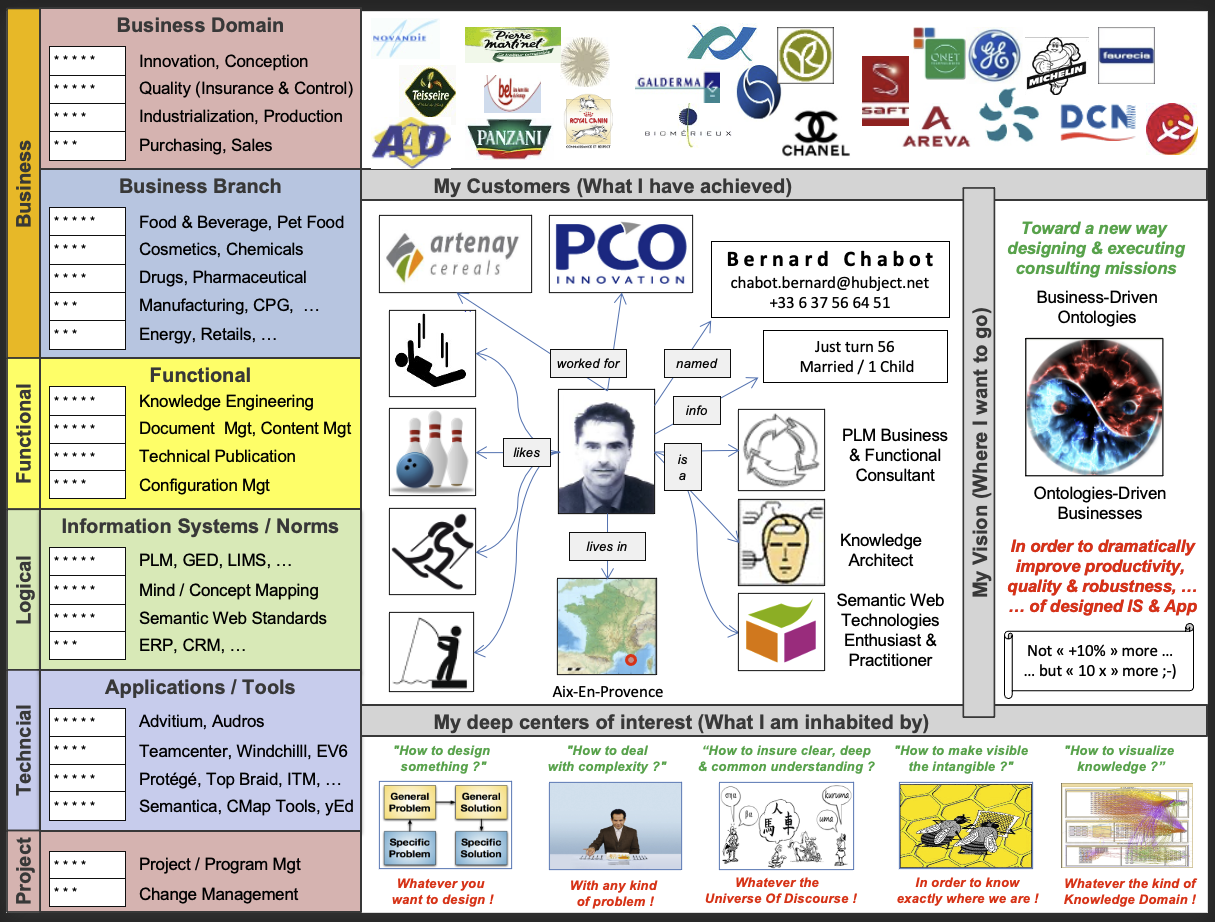 Business
Business Domain
* * * * * Innovation, Conception
* * * * * Quality (Insurance & Control)
* * * * Industrialization, Production
* * * Purchasing, Sales
Business Branch
* * * * * Food & Beverage, Pet Food
* * * * Cosmetics, Chemicals
* * * * Drugs, Pharmaceutical
* * * Manufacturing, CPG, …
* * * Energy, Retails, …
Functional
Functional
* * * * * Knowledge Engineering
* * * * * Document Mgt, Content Mgt
* * * * * Technical Publication
* * * * Configuration Mgt
Logical
Information Systems / Norms
* * * * * PLM, GED, LIMS, …
* * * * * Mind / Concept Mapping
* * * * * Semantic Web Standards
* * * ERP, CRM, …
Techncial
Applications / Tools
* * * * * Advitium, Audros
* * * * Teamcenter, Windchilll, EV6
* * * * * Protégé, Top Braid, ITM, …
* * * * * Semantica, CMap Tools, yEd
Project
* * * * Project / Program Mgt
* * * Change Management
NOVANDIE
Pierre
martinet
Teisseire
bel
ROYAL CANIN
A4D
PANZANI
GALDERMA
BIOMÉRIEUX
CHANEL
SAFT
ONET
GE
MICHELIN
faurecia
AREVA
DCN
My Customers (What I have achieved)
artenay
cereals
PCO
INNOVATION
Bernard Chabot
chabot.bernard@hubject.net
+33 6 37 56 64 51
Just turn 56
Married / 1 Child
worked for
named
info
likes
is
a
lives in
PLM Business
& Functional
Consultant
Knowledge
Architect
Semantic Web
Technologies
Enthusiast &
Practitioner
Aix-En-Provence
My Vision (Where I want to go)
Toward a new way
designing & executing
consulting missions
Business-Driven
Ontologies
Ontologies-Driven
Businesses
In order to dramatically
improve productivity,
quality & robustness, …
… of designed IS & App
Not « +10% » more …
… but « 10 x » more ;-)
My deep centers of interest (What I am inhabited by)
"How to design
something ?"
General
Problem
General
Solution
Specific
Problem
Specific
Solution
Whatever you
want to design !
"How to deal
with complexity ?"
With any kind
of problem !
“How to insure clear, deep
& common understanding ?
kuruma
uma
人
馬 車
Whatever the
Universe Of Discourse !
"How to make visible
the intangible ?"
In order to know
exactly where we are !
"How to visualize
knowledge ?”
Whatever the kind of
Knowledge Domain !